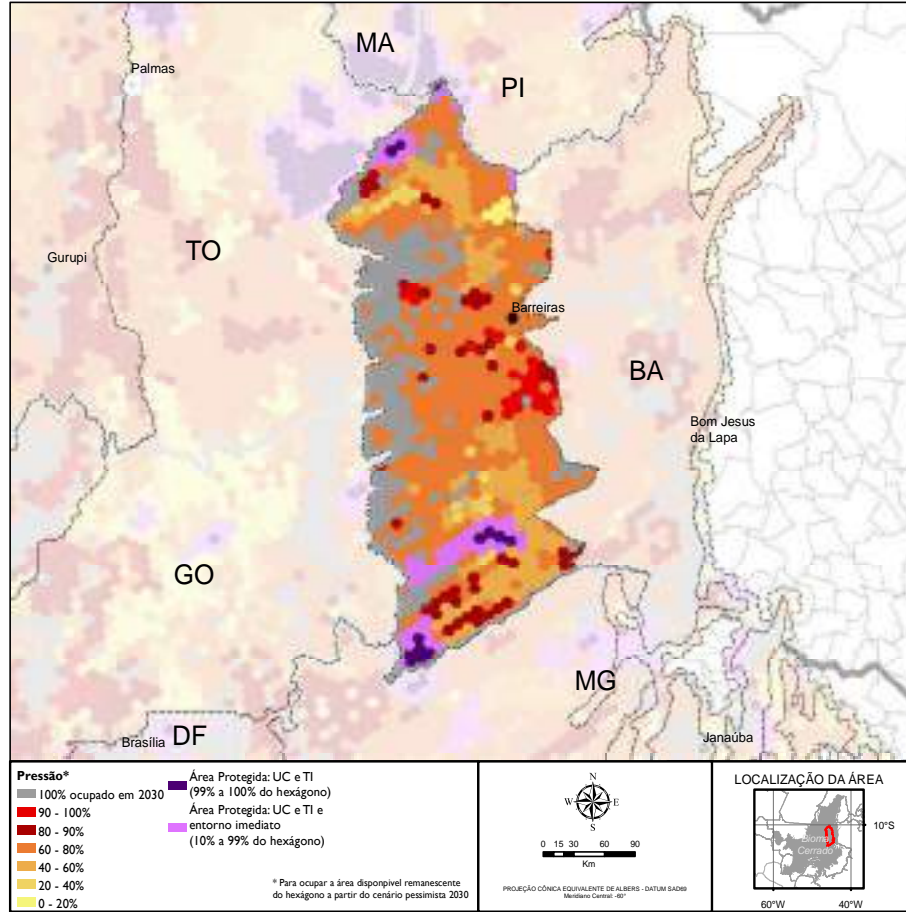 MA
Palmas
PI
TO
Gurupi
Barreiras
BA
Bom Jesus
da Lapa
GO
MG
Janaúba
Brasília
DF
Pressão*
100% ocupado em 2030
90 - 100%
80 - 90%
60 - 80%
40 - 60%
20 - 40%
0 - 20%
Área Protegida: UC e TI
(99% a 100% do hexágono)
Área Protegida: UC e TI e
entorno imediato
(10% a 99% do hexágono)
* Para ocupar a área disponpivel remanescente
do hexágono a partir do cenário pessimista 2030
N
W E
S
0 15 30 60 90
Km
PROJEÇÃO CÔNICA EQUIVALENTE DE ALBERS - DATUM SAD69
Meridiano Central: -60°
LOCALIZAÇÃO DA ÁREA
10°S
Bioma
Cerrado
60°W 40°W